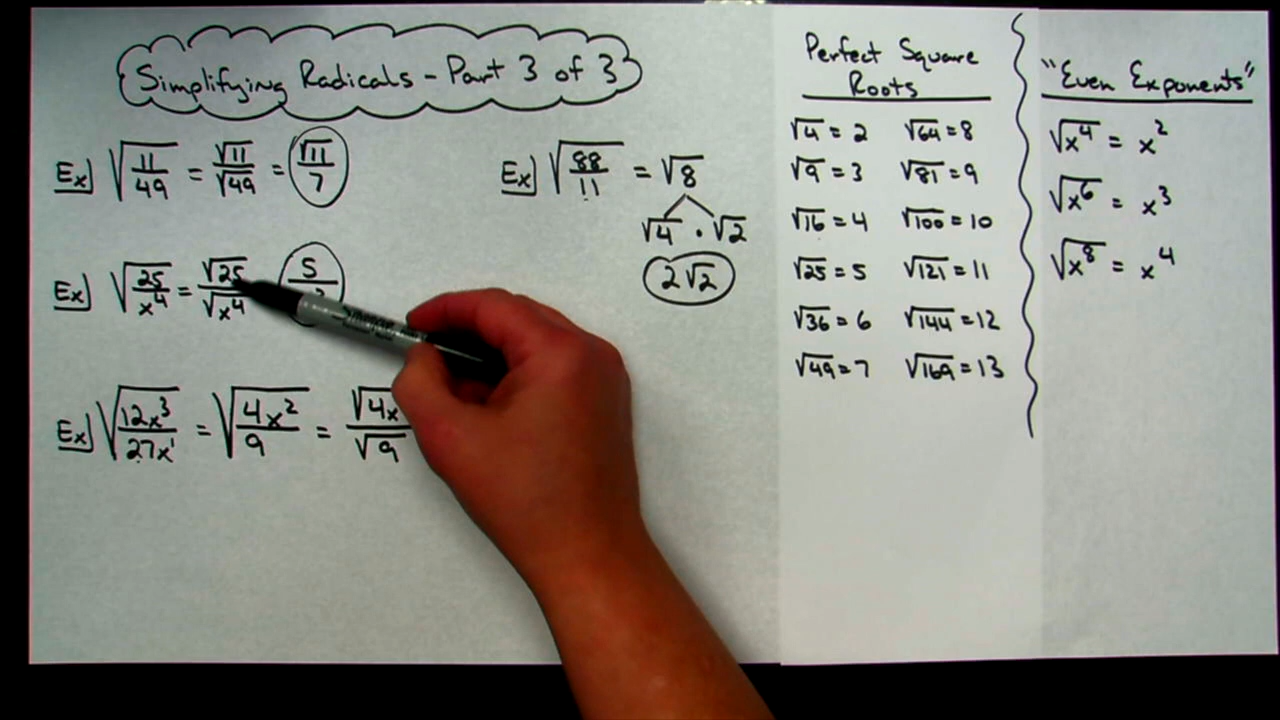 Simplifying Radicals - Part 3 of 3
Ex] √(11/49) = √11/√49 = √11/7
Ex] √(25/x⁴) = √25/√x⁴ 5
Ex] √(12x³/27x¹) = √(4x²/9) = √4x/√9
Ex] √(88/11) = √8
√4 · √2
2√2
Perfect Square
Roots
√4 = 2 √64 = 8
√9 = 3 √81 = 9
√16 = 4 √100 = 10
√25 = 5 √121 = 11
√36 = 6 √144 = 12
√49 = 7 √169 = 13
"Even Exponents"
√x⁴ = x²
√x⁶ = x³
√x⁸ = x⁴